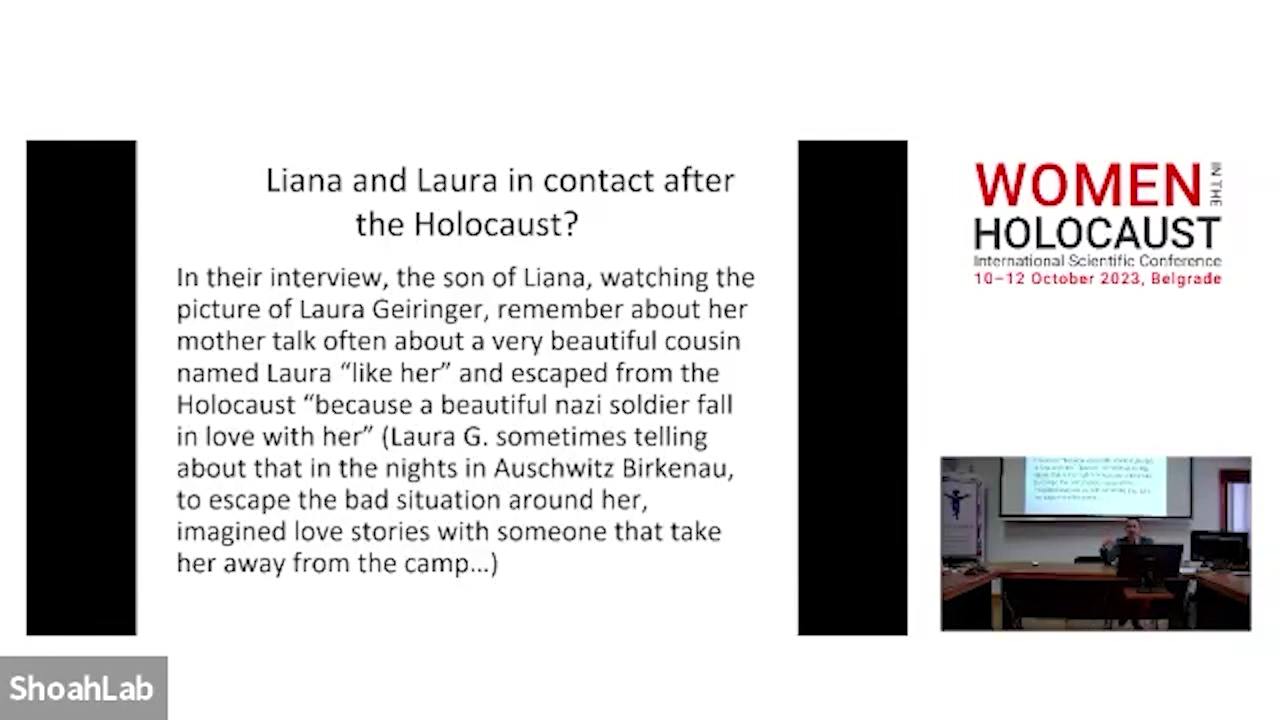 Liana and Laura in contact after
the Holocaust?
In their interview, the son of Liana, watching the
picture of Laura Geiringer, remember about her
mother talk often about a very beautiful cousin
named Laura “like her” and escaped from the
Holocaust “because a beautiful nazi soldier fall
in love with her” (Laura G. sometimes telling
about that in the nights in Auschwitz Birkenau,
to escape the bad situation around her,
imagined love stories with someone that take
her away from the camp…)
WOMEN IN THE
HOLOCAUST
International Scientific Conference
10–12 October 2023, Belgrade
ShoahLab